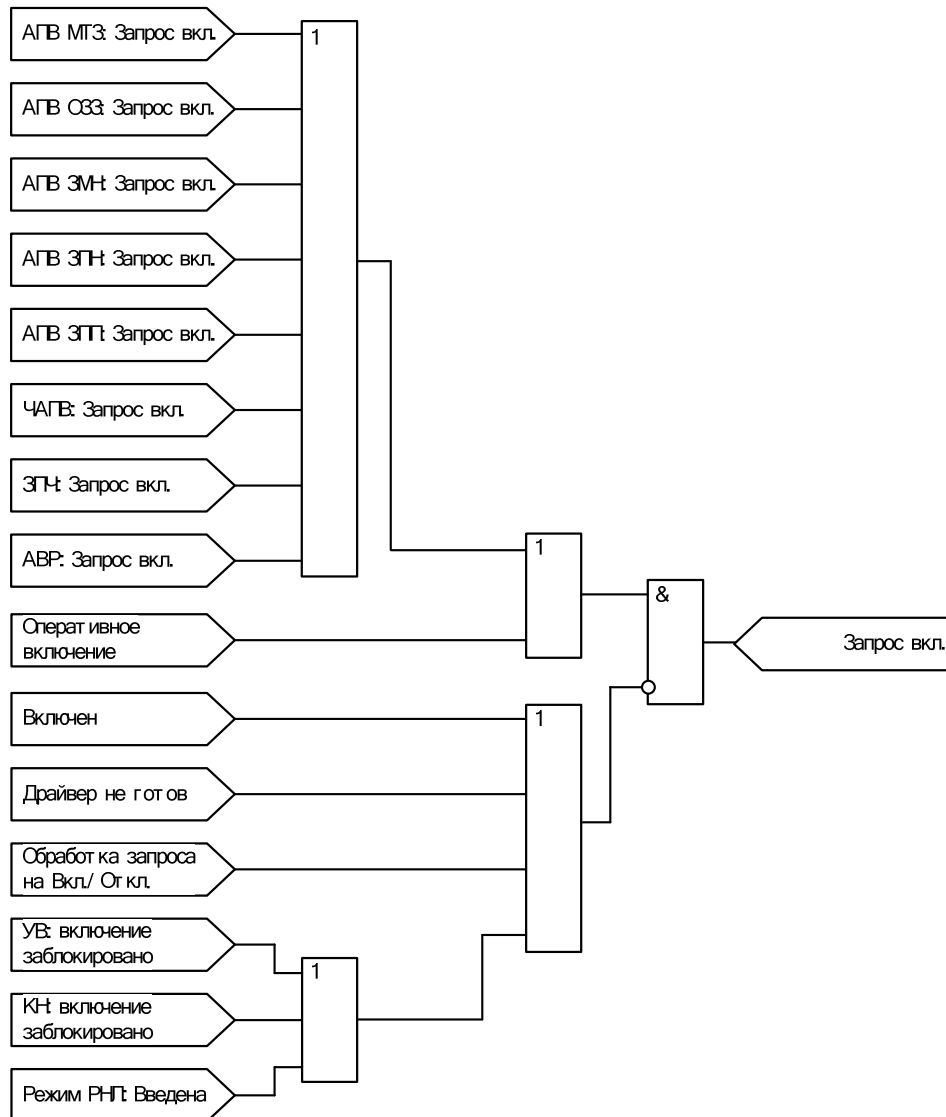 АПВ МТЗ: Запрос вкл.
1
АПВ ОЗЗ: Запрос вкл.
АПВ ЗМН: Запрос вкл.
АПВ ЗПН: Запрос вкл.
АПВ ЗПП: Запрос вкл.
ЧАПВ: Запрос вкл.
ЗПЧ: Запрос вкл.
АВР: Запрос вкл.
1
&
Оперативное
включение
Запрос вкл.
Включен
1
Драйвер не готов
Обработка запроса
на Вкл./ Откл.
УВ: включение
заблокировано
1
КН: включение
заблокировано
Режим РНП: Введена